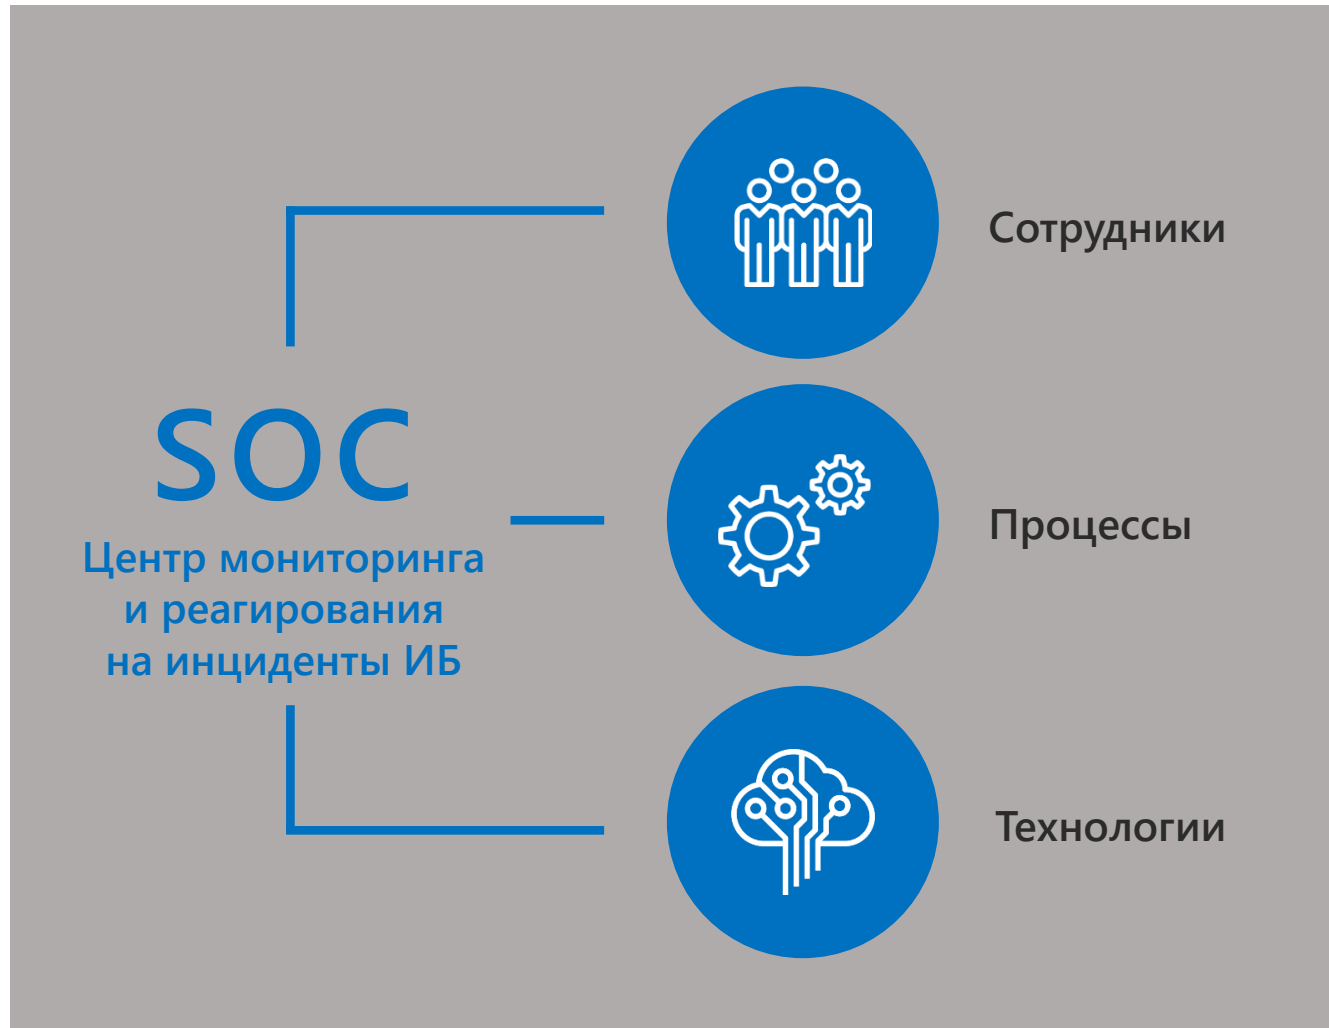 SOC
Центр мониторинга
и реагирования
на инциденты ИБ
Сотрудники
Процессы
Технологии